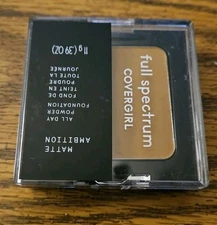 full spectrum
COVERGIRL
MATTE
AMBITION
ALL DAY
POWDER
FOUNDATION
FOND DE
TEINT EN
POUDRE
TOUTE LA
JOURNÉE
11 g (.39 OZ)